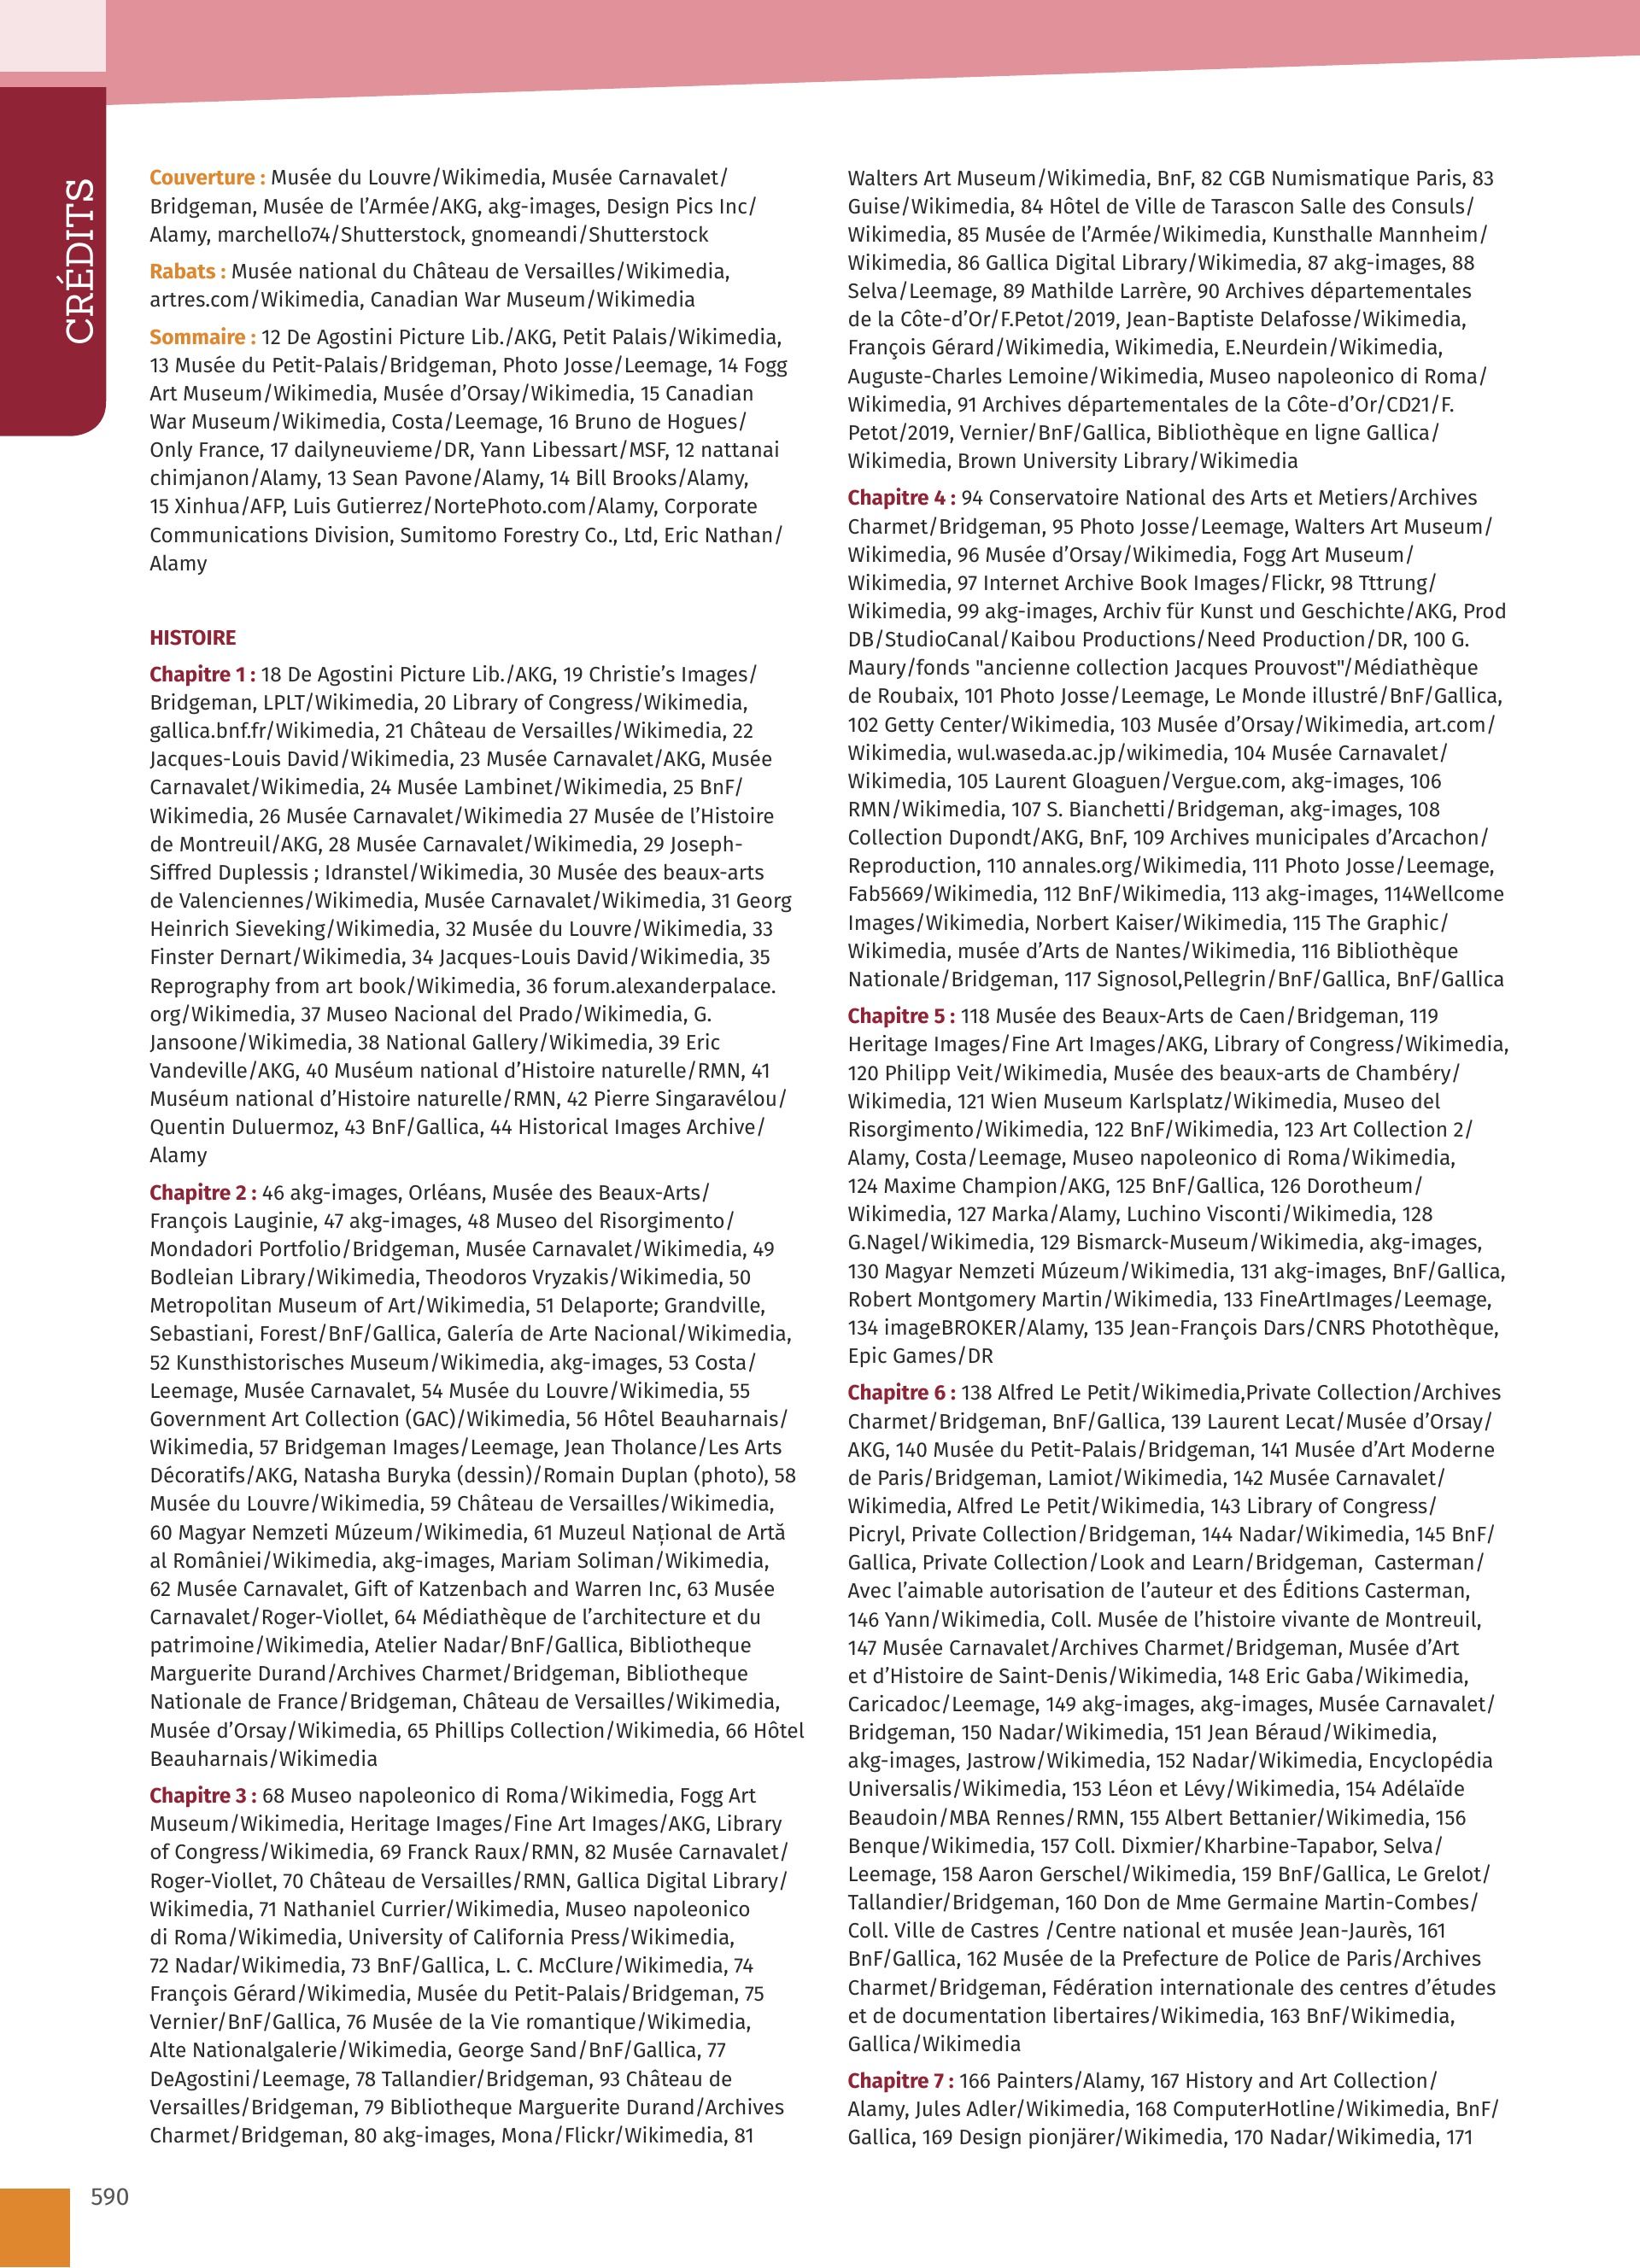 CRÉDITS
Couverture : Musée du Louvre/Wikimedia, Musée Carnavalet/
Bridgeman, Musée de l’Armée/AKG, akg-images, Design Pics Inc/
Alamy, marchello74/Shutterstock, gnomeandi/Shutterstock
Rabats : Musée national du Château de Versailles/Wikimedia,
artres.com/Wikimedia, Canadian War Museum/Wikimedia
Sommaire : 12 De Agostini Picture Lib./AKG, Petit Palais/Wikimedia,
13 Musée du Petit-Palais/Bridgeman, Photo Josse/Leemage, 14 Fogg
Art Museum/Wikimedia, Musée d’Orsay/Wikimedia, 15 Canadian
War Museum/Wikimedia, Costa/Leemage, 16 Bruno de Hogues/
Only France, 17 dailyneuvieme/DR, Yann Libessart/MSF, 12 nattanai
chimjanon/Alamy, 13 Sean Pavone/Alamy, 14 Bill Brooks/Alamy,
15 Xinhua/AFP, Luis Gutierrez/NortePhoto.com/Alamy, Corporate
Communications Division, Sumitomo Forestry Co., Ltd, Eric Nathan/
Alamy
HISTOIRE
Chapitre 1 : 18 De Agostini Picture Lib./AKG, 19 Christie’s Images/
Bridgeman, LPLT/Wikimedia, 20 Library of Congress/Wikimedia,
gallica.bnf.fr/Wikimedia, 21 Château de Versailles/Wikimedia, 22
Jacques-Louis David/Wikimedia, 23 Musée Carnavalet/AKG, Musée
Carnavalet/Wikimedia, 24 Musée Lambinet/Wikimedia, 25 BnF/
Wikimedia, 26 Musée Carnavalet/Wikimedia 27 Musée de l’Histoire
de Montreuil/AKG, 28 Musée Carnavalet/Wikimedia, 29 Joseph-
Siffred Duplessis ; Idranstel/Wikimedia, 30 Musée des beaux-arts
de Valenciennes/Wikimedia, Musée Carnavalet/Wikimedia, 31 Georg
Heinrich Sieveking/Wikimedia, 32 Musée du Louvre/Wikimedia, 33
Finster Dernart/Wikimedia, 34 Jacques-Louis David/Wikimedia, 35
Reprography from art book/Wikimedia, 36 forum.alexanderpalace.
org/Wikimedia, 37 Museo Nacional del Prado/Wikimedia, G.
Jansoone/Wikimedia, 38 National Gallery/Wikimedia, 39 Eric
Vandeville/AKG, 40 Muséum national d’Histoire naturelle/RMN, 41
Muséum national d’Histoire naturelle/RMN, 42 Pierre Singaravélou/
Quentin Duluermoz, 43 BnF/Gallica, 44 Historical Images Archive/
Alamy
Chapitre 2 : 46 akg-images, Orléans, Musée des Beaux-Arts/
François Lauginie, 47 akg-images, 48 Museo del Risorgimento/
Mondadori Portfolio/Bridgeman, Musée Carnavalet/Wikimedia, 49
Bodleian Library/Wikimedia, Theodoros Vryzakis/Wikimedia, 50
Metropolitan Museum of Art/Wikimedia, 51 Delaporte; Grandville,
Sebastiani, Forest/BnF/Gallica, Galería de Arte Nacional/Wikimedia,
52 Kunsthistorisches Museum/Wikimedia, akg-images, 53 Costa/
Leemage, Musée Carnavalet, 54 Musée du Louvre/Wikimedia, 55
Government Art Collection (GAC)/Wikimedia, 56 Hôtel Beauharnais/
Wikimedia, 57 Bridgeman Images/Leemage, Jean Tholance/Les Arts
Décoratifs/AKG, Natasha Buryka (dessin)/Romain Duplan (photo), 58
Musée du Louvre/Wikimedia, 59 Château de Versailles/Wikimedia,
60 Magyar Nemzeti Múzeum/Wikimedia, 61 Muzeul Național de Artă
al României/Wikimedia, akg-images, Mariam Soliman/Wikimedia,
62 Musée Carnavalet, Gift of Katzenbach and Warren Inc, 63 Musée
Carnavalet/Roger-Viollet, 64 Médiathèque de l’architecture et du
patrimoine/Wikimedia, Atelier Nadar/BnF/Gallica, Bibliotheque
Marguerite Durand/Archives Charmet/Bridgeman, Bibliotheque
Nationale de France/Bridgeman, Château de Versailles/Wikimedia,
Musée d’Orsay/Wikimedia, 65 Phillips Collection/Wikimedia, 66 Hôtel
Beauharnais/Wikimedia
Chapitre 3 : 68 Museo napoleonico di Roma/Wikimedia, Fogg Art
Museum/Wikimedia, Heritage Images/Fine Art Images/AKG, Library
of Congress/Wikimedia, 69 Franck Raux/RMN, 82 Musée Carnavalet/
Roger-Viollet, 70 Château de Versailles/RMN, Gallica Digital Library/
Wikimedia, 71 Nathaniel Currier/Wikimedia, Museo napoleonico
di Roma/Wikimedia, University of California Press/Wikimedia,
72 Nadar/Wikimedia, 73 BnF/Gallica, L. C. McClure/Wikimedia, 74
François Gérard/Wikimedia, Musée du Petit-Palais/Bridgeman, 75
Vernier/BnF/Gallica, 76 Musée de la Vie romantique/Wikimedia,
Alte Nationalgalerie/Wikimedia, George Sand/BnF/Gallica, 77
DeAgostini/Leemage, 78 Tallandier/Bridgeman, 93 Château de
Versailles/Bridgeman, 79 Bibliotheque Marguerite Durand/Archives
Charmet/Bridgeman, 80 akg-images, Mona/Flickr/Wikimedia, 81
Walters Art Museum/Wikimedia, BnF, 82 CGB Numismatique Paris, 83
Guise/Wikimedia, 84 Hôtel de Ville de Tarascon Salle des Consuls/
Wikimedia, 85 Musée de l’Armée/Wikimedia, Kunsthalle Mannheim/
Wikimedia, 86 Gallica Digital Library/Wikimedia, 87 akg-images, 88
Selva/Leemage, 89 Mathilde Larrère, 90 Archives départementales
de la Côte-d’Or/F.Petot/2019, Jean-Baptiste Delafosse/Wikimedia,
François Gérard/Wikimedia, Wikimedia, E.Neurdein/Wikimedia,
Auguste-Charles Lemoine/Wikimedia, Museo napoleonico di Roma/
Wikimedia, 91 Archives départementales de la Côte-d’Or/CD21/F.
Petot/2019, Vernier/BnF/Gallica, Bibliothèque en ligne Gallica/
Wikimedia, Brown University Library/Wikimedia
Chapitre 4 : 94 Conservatoire National des Arts et Metiers/Archives
Charmet/Bridgeman, 95 Photo Josse/Leemage, Walters Art Museum/
Wikimedia, 96 Musée d’Orsay/Wikimedia, Fogg Art Museum/
Wikimedia, 97 Internet Archive Book Images/Flickr, 98 Tttrung/
Wikimedia, 99 akg-images, Archiv für Kunst und Geschichte/AKG, Prod
DB/StudioCanal/Kaibou Productions/Need Production/DR, 100 G.
Maury/fonds "ancienne collection Jacques Prouvost"/Médiathèque
de Roubaix, 101 Photo Josse/Leemage, Le Monde illustré/BnF/Gallica,
102 Getty Center/Wikimedia, 103 Musée d’Orsay/Wikimedia, art.com/
Wikimedia, wul.waseda.ac.jp/wikimedia, 104 Musée Carnavalet/
Wikimedia, 105 Laurent Gloaguen/Vergue.com, akg-images, 106
RMN/Wikimedia, 107 S. Bianchetti/Bridgeman, akg-images, 108
Collection Dupondt/AKG, BnF, 109 Archives municipales d’Arcachon/
Reproduction, 110 annales.org/Wikimedia, 111 Photo Josse/Leemage,
Fab5669/Wikimedia, 112 BnF/Wikimedia, 113 akg-images, 114Wellcome
Images/Wikimedia, Norbert Kaiser/Wikimedia, 115 The Graphic/
Wikimedia, musée d’Arts de Nantes/Wikimedia, 116 Bibliothèque
Nationale/Bridgeman, 117 Signosol,Pellegrin/BnF/Gallica, BnF/Gallica
Chapitre 5 : 118 Musée des Beaux-Arts de Caen/Bridgeman, 119
Heritage Images/Fine Art Images/AKG, Library of Congress/Wikimedia,
120 Philipp Veit/Wikimedia, Musée des beaux-arts de Chambéry/
Wikimedia, 121 Wien Museum Karlsplatz/Wikimedia, Museo del
Risorgimento/Wikimedia, 122 BnF/Wikimedia, 123 Art Collection 2/
Alamy, Costa/Leemage, Museo napoleonico di Roma/Wikimedia,
124 Maxime Champion/AKG, 125 BnF/Gallica, 126 Dorotheum/
Wikimedia, 127 Marka/Alamy, Luchino Visconti/Wikimedia, 128
G.Nagel/Wikimedia, 129 Bismarck-Museum/Wikimedia, akg-images,
130 Magyar Nemzeti Múzeum/Wikimedia, 131 akg-images, BnF/Gallica,
Robert Montgomery Martin/Wikimedia, 133 FineArtImages/Leemage,
134 imageBROKER/Alamy, 135 Jean-François Dars/CNRS Photothèque,
Epic Games/DR
Chapitre 6 : 138 Alfred Le Petit/Wikimedia,Private Collection/Archives
Charmet/Bridgeman, BnF/Gallica, 139 Laurent Lecat/Musée d’Orsay/
AKG, 140 Musée du Petit-Palais/Bridgeman, 141 Musée d’Art Moderne
de Paris/Bridgeman, Lamiot/Wikimedia, 142 Musée Carnavalet/
Wikimedia, Alfred Le Petit/Wikimedia, 143 Library of Congress/
Picryl, Private Collection/Bridgeman, 144 Nadar/Wikimedia, 145 BnF/
Gallica, Private Collection/Look and Learn/Bridgeman, Casterman/
Avec l’aimable autorisation de l’auteur et des Éditions Casterman,
146 Yann/Wikimedia, Coll. Musée de l’histoire vivante de Montreuil,
147 Musée Carnavalet/Archives Charmet/Bridgeman, Musée d’Art
et d’Histoire de Saint-Denis/Wikimedia, 148 Eric Gaba/Wikimedia,
Caricadoc/Leemage, 149 akg-images, akg-images, Musée Carnavalet/
Bridgeman, 150 Nadar/Wikimedia, 151 Jean Béraud/Wikimedia,
akg-images, Jastrow/Wikimedia, 152 Nadar/Wikimedia, Encyclopédia
Universalis/Wikimedia, 153 Léon et Lévy/Wikimedia, 154 Adélaïde
Beaudoin/MBA Rennes/RMN, 155 Albert Bettanier/Wikimedia, 156
Benque/Wikimedia, 157 Coll. Dixmier/Kharbine-Tapabor, Selva/
Leemage, 158 Aaron Gerschel/Wikimedia, 159 BnF/Gallica, Le Grelot/
Tallandier/Bridgeman, 160 Don de Mme Germaine Martin-Combes/
Coll. Ville de Castres /Centre national et musée Jean-Jaurès, 161
BnF/Gallica, 162 Musée de la Prefecture de Police de Paris/Archives
Charmet/Bridgeman, Fédération internationale des centres d’études
et de documentation libertaires/Wikimedia, 163 BnF/Wikimedia,
Gallica/Wikimedia
Chapitre 7 : 166 Painters/Alamy, 167 History and Art Collection/
Alamy, Jules Adler/Wikimedia, 168 ComputerHotline/Wikimedia, BnF/
Gallica, 169 Design pionjärer/Wikimedia, 170 Nadar/Wikimedia, 171
590